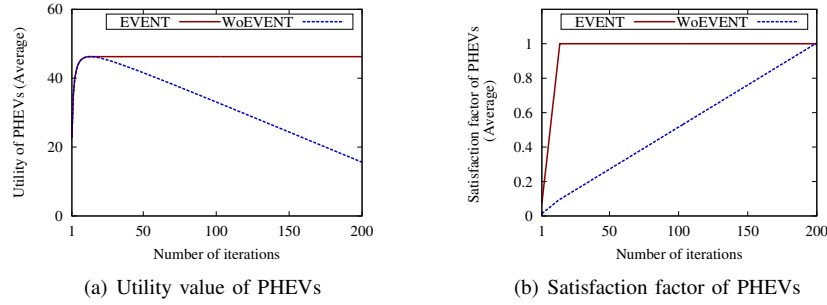 EVENT WoEVENT
Utility of PHEVs (Average)
60
40
20
0
1 50 100 150 200
Number of iterations
(a) Utility value of PHEVs
EVENT WoEVENT
Satisfaction factor of PHEVs
(Average)
1
0.8
0.6
0.4
0.2
0
1 50 100 150 200
Number of iterations
(b) Satisfaction factor of PHEVs